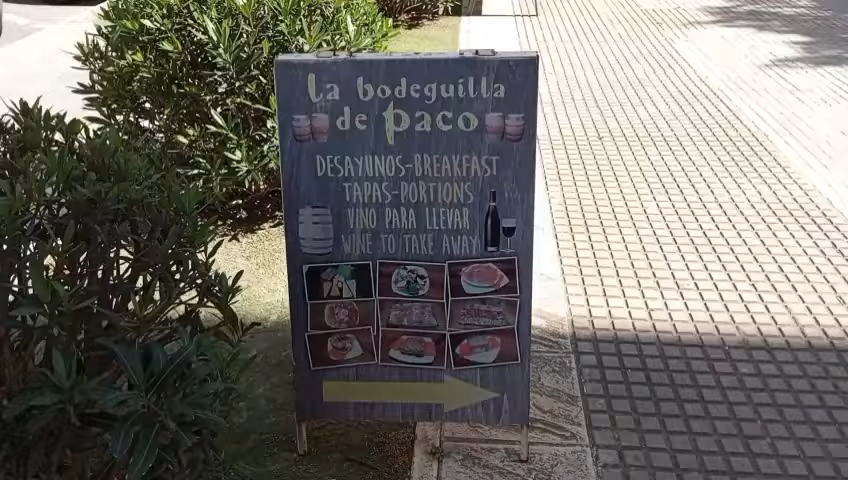 La bodeguilla
de paco
DESAYUNOS-BREAKFAST
TAPAS-PORTIONS
VINO PARA LLEVAR
WINE TO TAKE AWAY